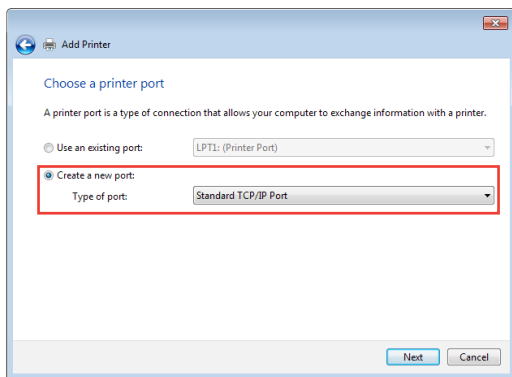 Add Printer
Choose a printer port
A printer port is a type of connection that allows your computer to exchange information with a printer.
Use an existing port: LPT1: (Printer Port)
Create a new port:
Type of port: Standard TCP/IP Port
Next Cancel